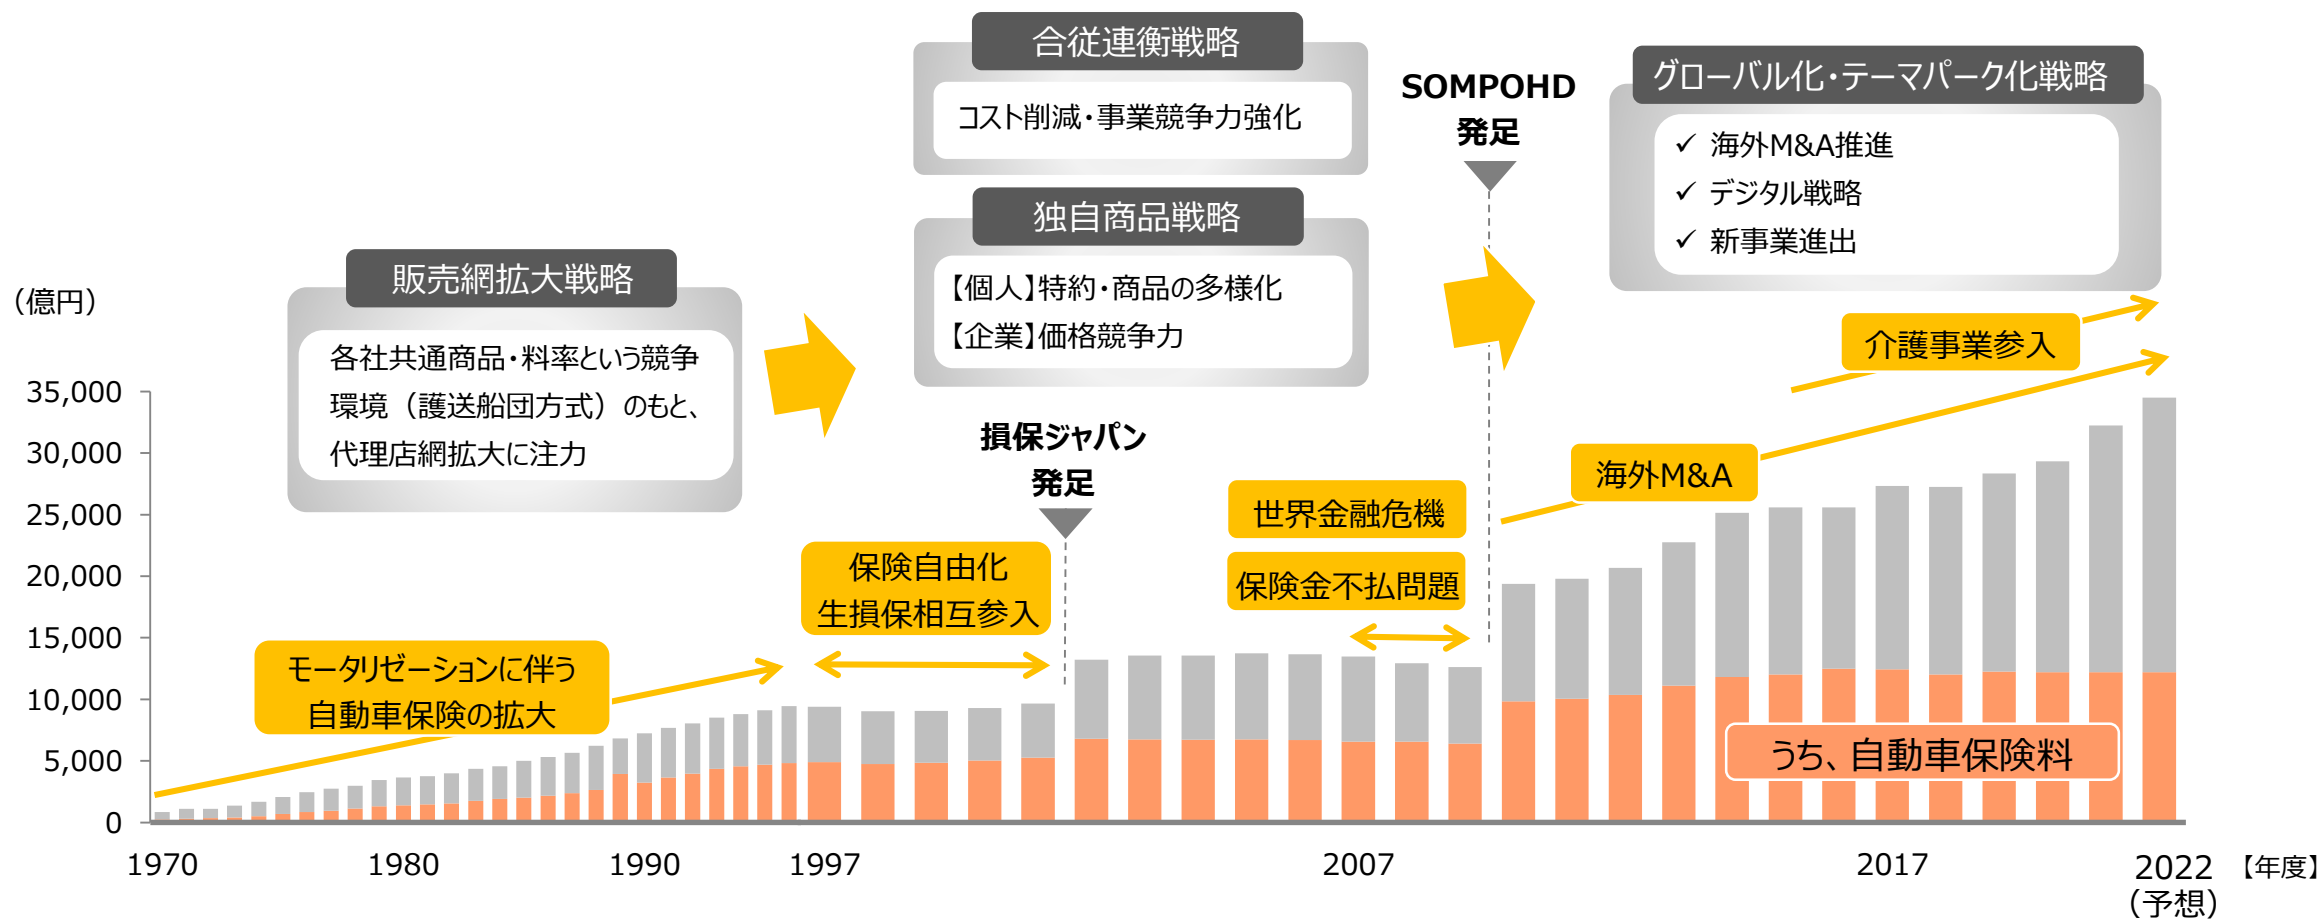 合従連衡戦略
コスト削減・事業競争力強化
SOMPOHD
発足
グローバル化・テーマパーク化戦略
✓ 海外M&A推進
✓ デジタル戦略
✓ 新事業進出
独自商品戦略
【個人】特約・商品の多様化
【企業】価格競争力
販売網拡大戦略
各社共通商品・料率という競争
環境（護送船団方式）のもと、
代理店網拡大に注力
（億円）
介護事業参入
海外M&A
損保ジャパン
発足
世界金融危機
保険金不払問題
保険自由化
生損保相互参入
モータリゼーションに伴う
自動車保険の拡大
うち、自動車保険料
35,000
30,000
25,000
20,000
15,000
10,000
5,000
0
1970
1980
1990
1997
2007
2017
2022
（予想）
【年度】